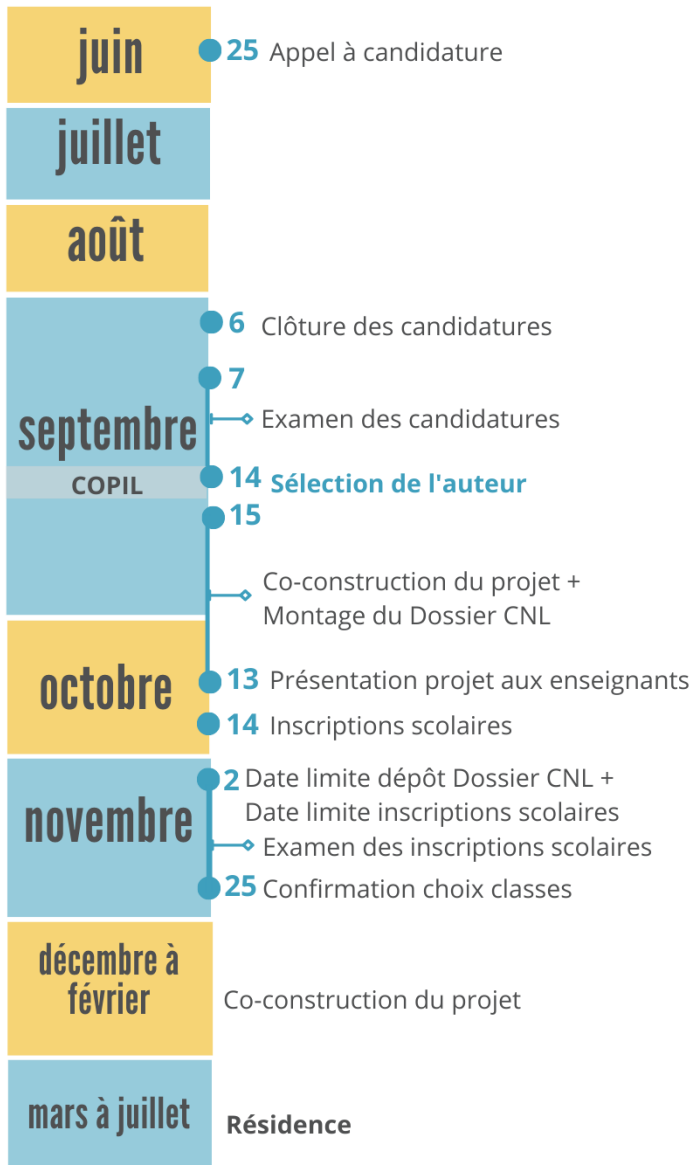 juin
25 Appel à candidature
juillet
août
6 Clôture des candidatures
7
septembre
Examen des candidatures
COPIL
14 Sélection de l'auteur
15
Co-construction du projet +
Montage du Dossier CNL
octobre
13 Présentation projet aux enseignants
14 Inscriptions scolaires
novembre
2 Date limite dépôt Dossier CNL +
Date limite inscriptions scolaires
Examen des inscriptions scolaires
25 Confirmation choix classes
décembre à
février
Co-construction du projet
mars à juillet
Résidence